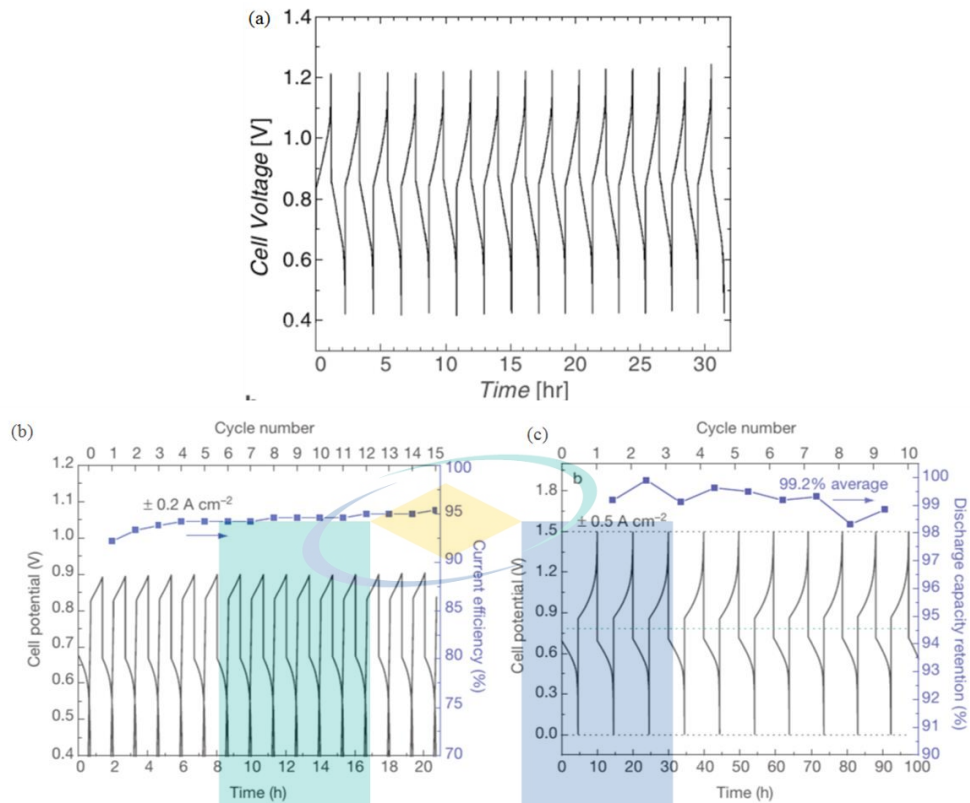 (a)
1.4
1.2
1.0
0.8
0.6
0.4
Cell Voltage [V]
0 5 10 15 20 25 30
Time [hr]
(b)
Cycle number
0 1 2 3 4 5 6 7 8 9 10 11 12 13 14 15
1.2
1.1
1.0
0.9
0.8
0.7
0.6
0.5
0.4
Cell potential (V)
± 0.2 A cm⁻²
100
95
90
85
80
75
70
Current efficiency (%)
0 2 4 6 8 10 12 14 16 18 20
Time (h)
(c)
Cycle number
0 1 2 3 4 5 6 7 8 9 10
b
99.2% average
± 0.5 A cm⁻²
1.8
1.5
1.2
0.9
0.6
0.3
0.0
Cell potential (V)
100
99
98
97
96
95
94
93
92
91
90
Discharge capacity retention (%)
0 10 20 30 40 50 60 70 80 90 100
Time (h)